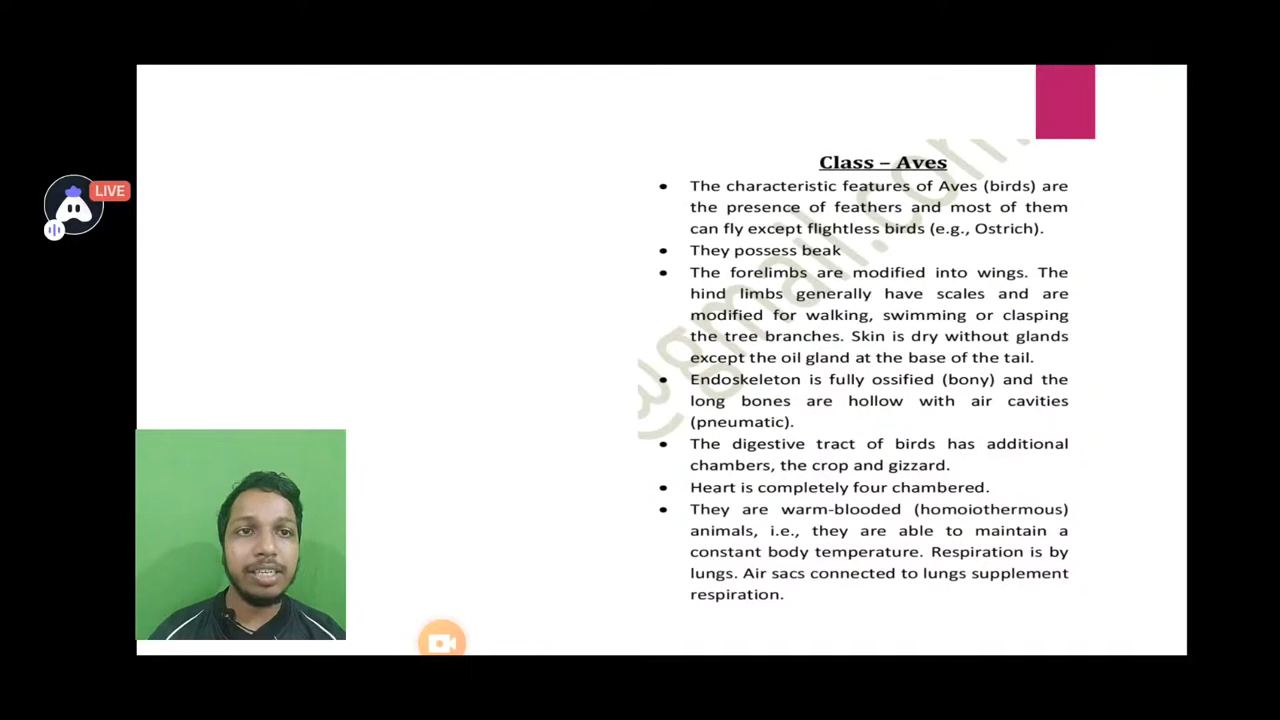 LIVE
Class – Aves
• The characteristic features of Aves (birds) are
the presence of feathers and most of them
can fly except flightless birds (e.g., Ostrich).
• They possess beak
• The forelimbs are modified into wings. The
hind limbs generally have scales and are
modified for walking, swimming or clasping
the tree branches. Skin is dry without glands
except the oil gland at the base of the tail.
• Endoskeleton is fully ossified (bony) and the
long bones are hollow with air cavities
(pneumatic).
• The digestive tract of birds has additional
chambers, the crop and gizzard.
• Heart is completely four chambered.
• They are warm-blooded (homoiothermous)
animals, i.e., they are able to maintain a
constant body temperature. Respiration is by
lungs. Air sacs connected to lungs supplement
respiration.
@gmail.com